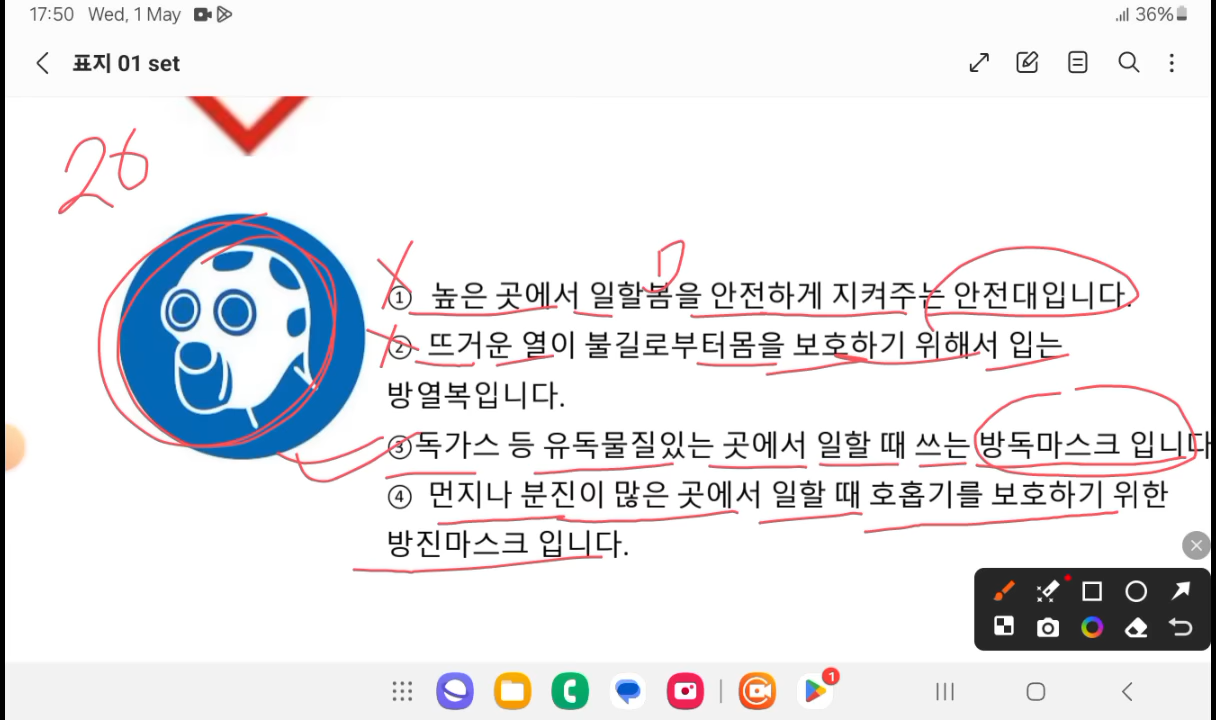 17:50 Wed, 1 May
36%
표지 01 set
26
① 높은 곳에서 일할봄을 안전하게 지켜주는 안전대입니다.
② 뜨거운 열이 불길로부터몸을 보호하기 위해서 입는
방열복입니다.
③독가스 등 유독물질있는 곳에서 일할 때 쓰는 방독마스크 입니다
④ 먼지나 분진이 많은 곳에서 일할 때 호홉기를 보호하기 위한
방진마스크 입니다.
1